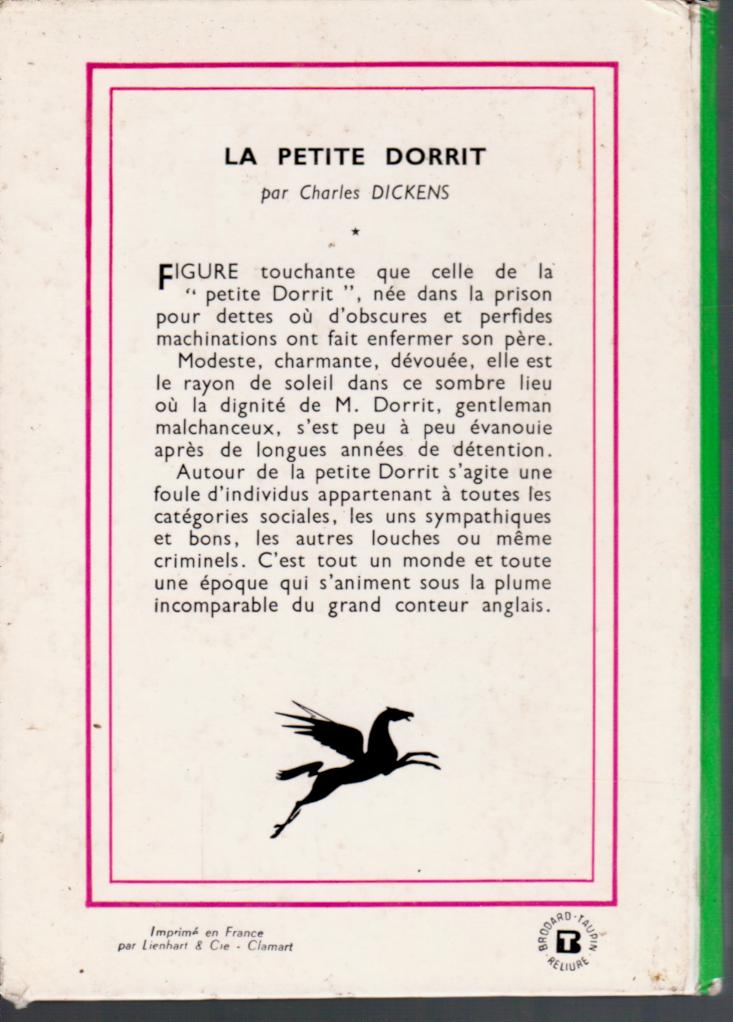 LA PETITE DORRIT
par Charles DICKENS
★
FIGURE touchante que celle de la
“ petite Dorrit ”, née dans la prison
pour dettes où d'obscures et perfides
machinations ont fait enfermer son père.
Modeste, charmante, dévouée, elle est
le rayon de soleil dans ce sombre lieu
où la dignité de M. Dorrit, gentleman
malchanceux, s'est peu à peu évanouie
après de longues années de détention.
Autour de la petite Dorrit s'agite une
foule d'individus appartenant à toutes les
catégories sociales, les uns sympathiques
et bons, les autres louches ou même
criminels. C'est tout un monde et toute
une époque qui s'animent sous la plume
incomparable du grand conteur anglais.
Imprimé en France
par Lienhart & Cie - Clamart
BRODARD-TAUPIN
BT
RELIURE